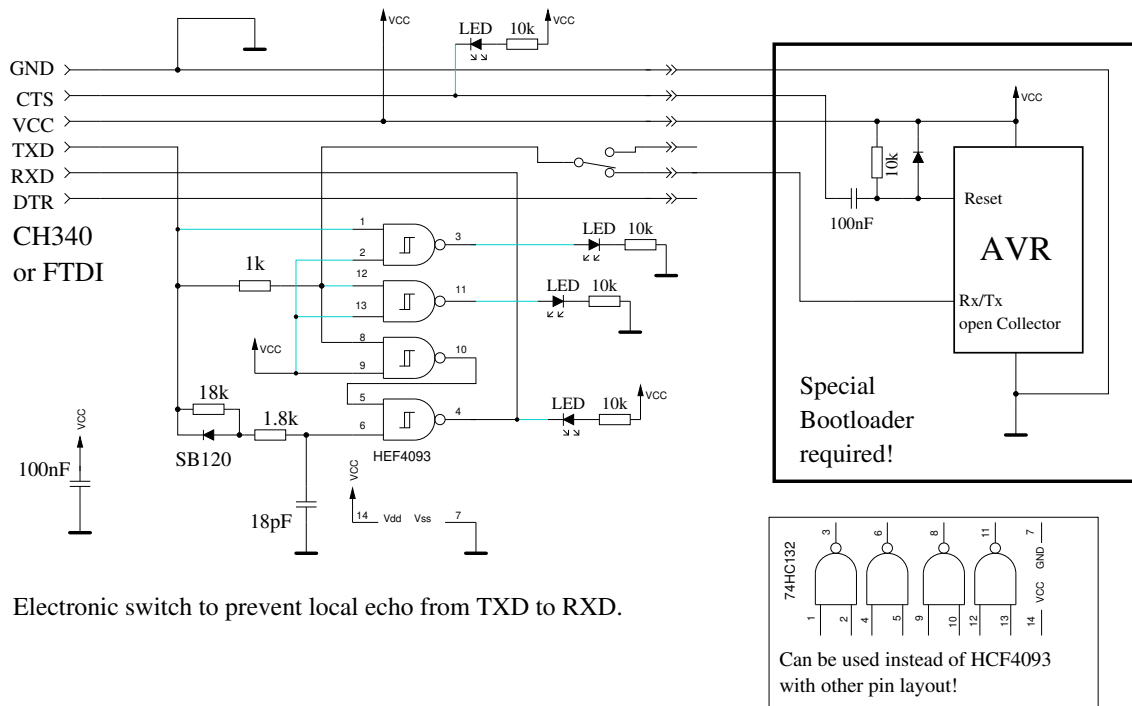 VCC
LED
10k
VCC
GND
CTS
VCC
TXD
RXD
DTR
CH340
or FTDI
VCC
10k
100nF
Reset
AVR
Rx/Tx
open Collector
Special
Bootloader
required!
1
2
3
LED
10k
1k
12
13
11
LED
10k
VCC
8
9
10
5
6
4
LED
10k
VCC
HEF4093
18k
SB120
1.8k
18pF
VCC
100nF
VCC
14
Vdd
Vss
7
Electronic switch to prevent local echo from TXD to RXD.
74HC132
3
6
8
11
7
GND
VCC
1
2
4
5
9
10
12
13
14
Can be used instead of HCF4093
with other pin layout!